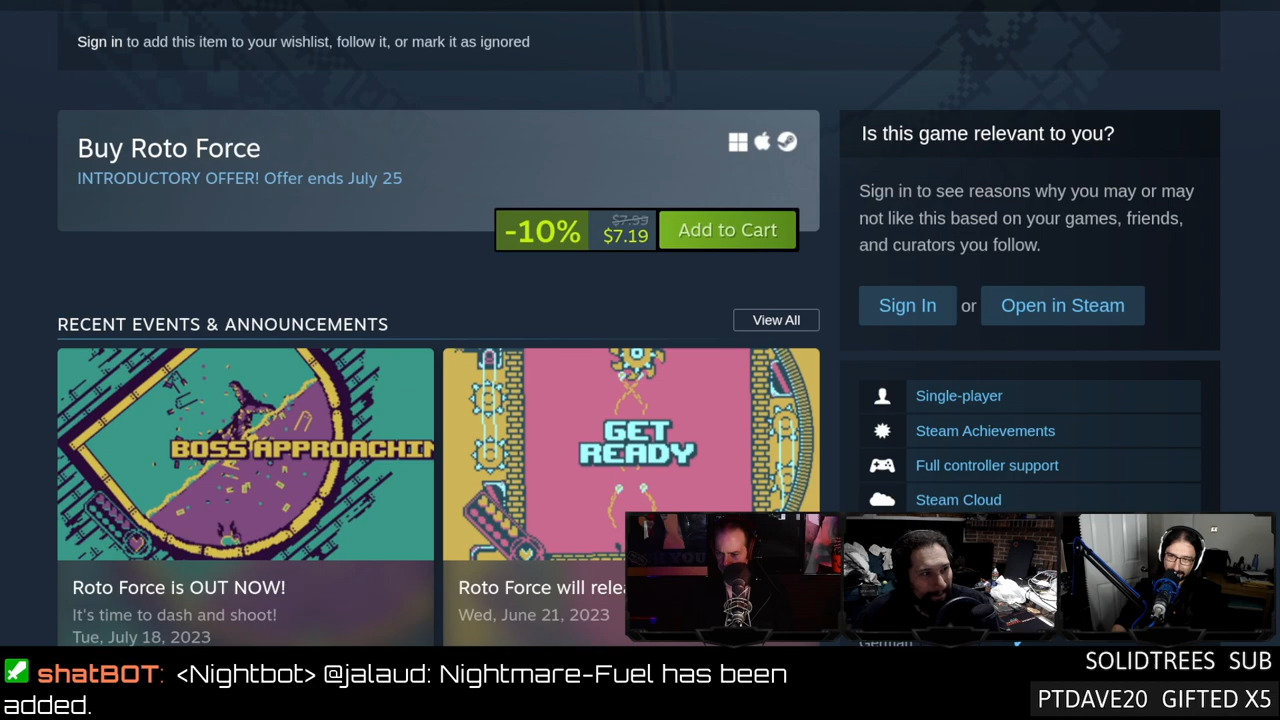 Sign in to add this item to your wishlist, follow it, or mark it as ignored
Buy Roto Force
INTRODUCTORY OFFER! Offer ends July 25
-10%
$7.99
$7.19
Add to Cart
Is this game relevant to you?
Sign in to see reasons why you may or may
not like this based on your games, friends,
and curators you follow.
Sign In or Open in Steam
RECENT EVENTS & ANNOUNCEMENTS
View All
BOSS APPROACHIN
GET
READY
Single-player
Steam Achievements
Full controller support
Steam Cloud
Roto Force is OUT NOW!
It's time to dash and shoot!
Tue, July 18, 2023
Roto Force will rele
Wed, June 21, 2023
German
shatBOT: <Nightbot> @jalaud: Nightmare-Fuel has been
added.
SOLIDTREES SUB
PTDAVE20 GIFTED X5